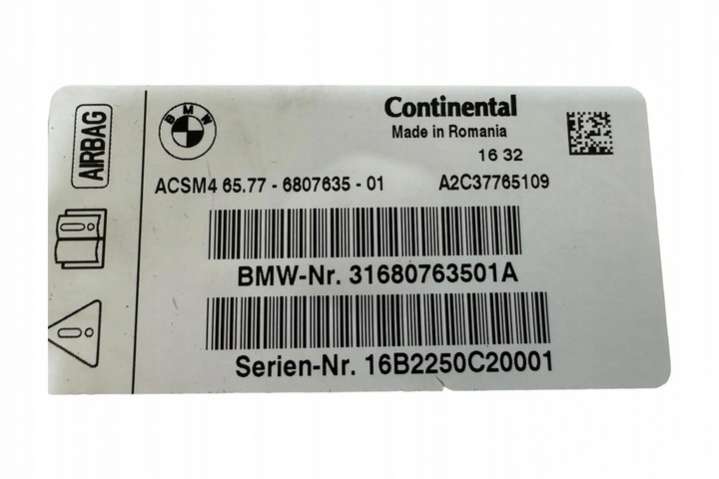 AIRBAG
BMW
Continental
Made in Romania
16 32
ACSM4 65.77 - 6807635 - 01 A2C37765109
BMW-Nr. 31680763501A
Serien-Nr. 16B2250C20001